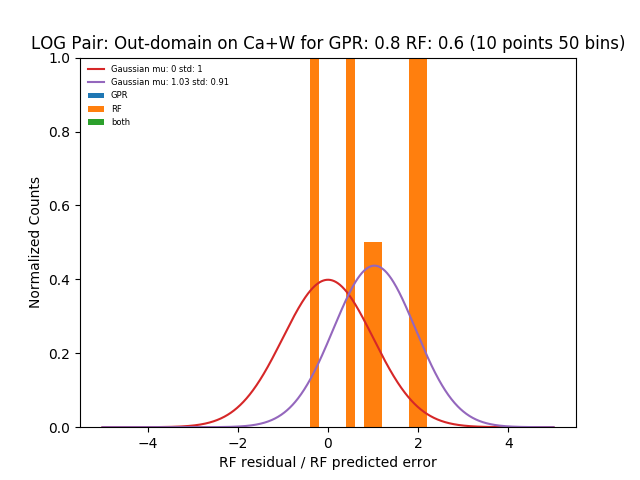 LOG Pair: Out-domain on Ca+W for GPR: 0.8 RF: 0.6 (10 points 50 bins)
Gaussian mu: 0 std: 1
Gaussian mu: 1.03 std: 0.91
GPR
RF
both
1.0
0.8
0.6
0.4
0.2
0.0
Normalized Counts
−4
−2
0
2
4
RF residual / RF predicted error